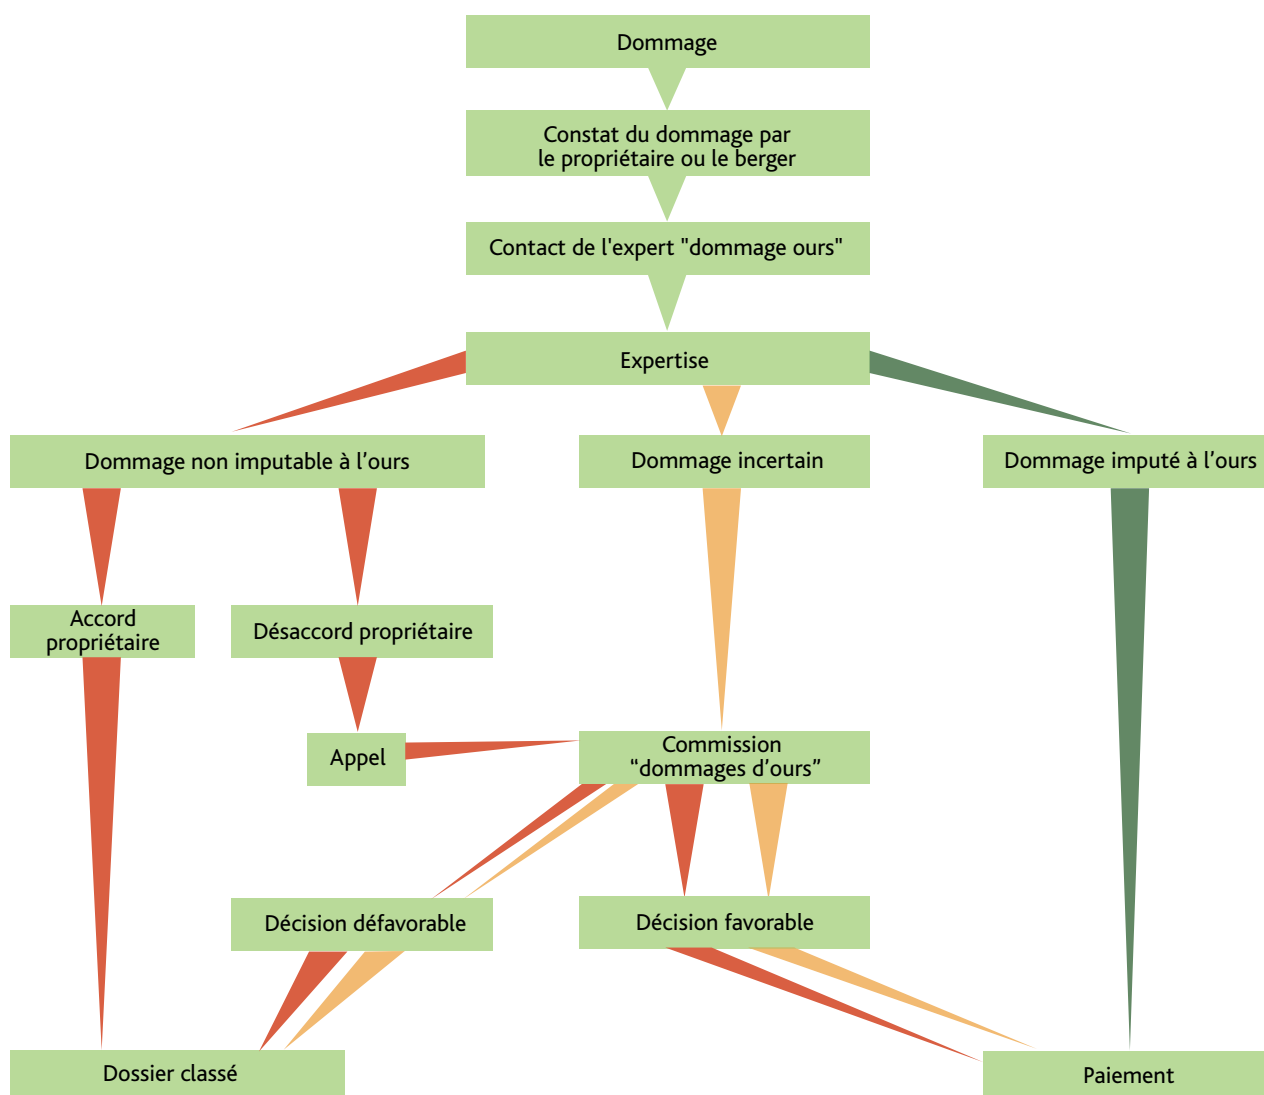 Dommage
Constat du dommage par
le propriétaire ou le berger
Contact de l'expert "dommage ours"
Expertise
Dommage non imputable à l’ours
Dommage incertain
Dommage imputé à l’ours
Accord
propriétaire
Désaccord propriétaire
Appel
Commission
“dommages d’ours”
Décision défavorable
Décision favorable
Dossier classé
Paiement